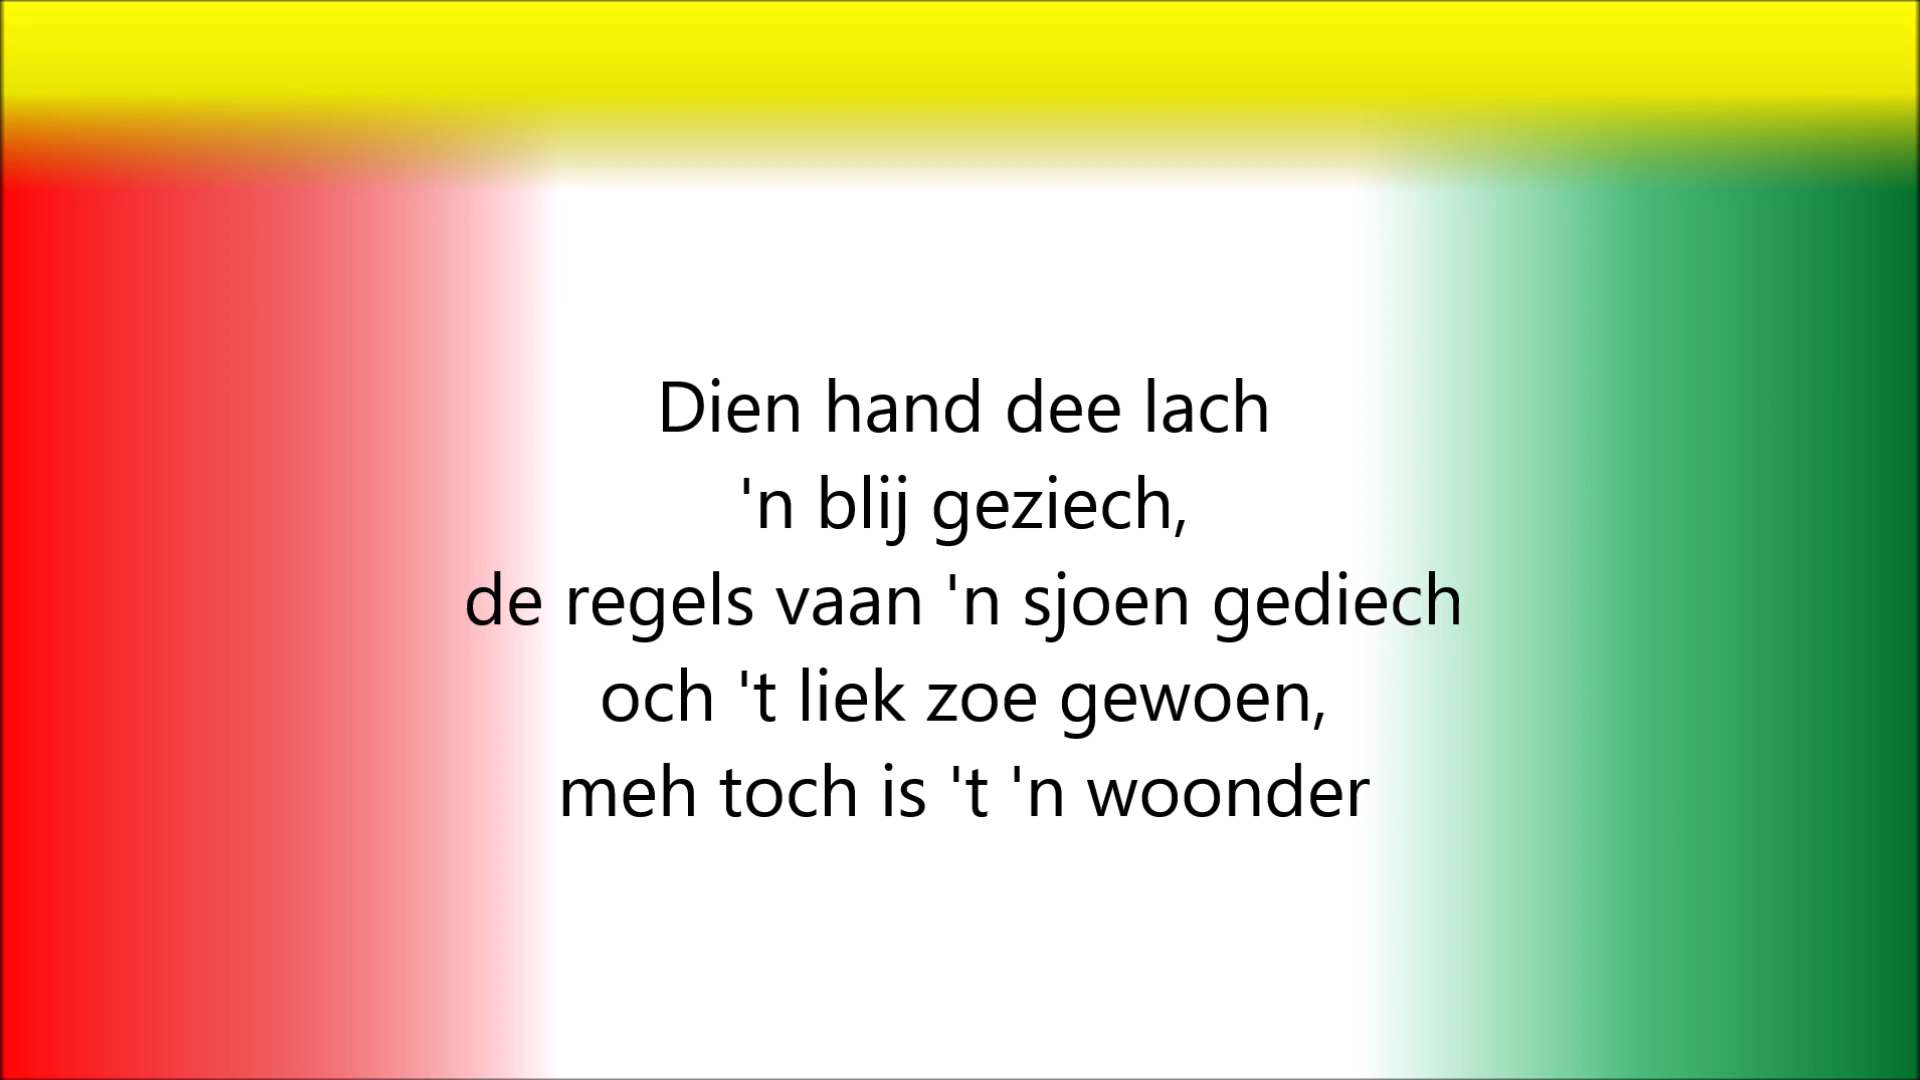 Dien hand dee lach
'n blij geziech,
de regels vaan 'n sjoen gediech
och 't liek zoe gewoen,
meh toch is 't 'n woonder